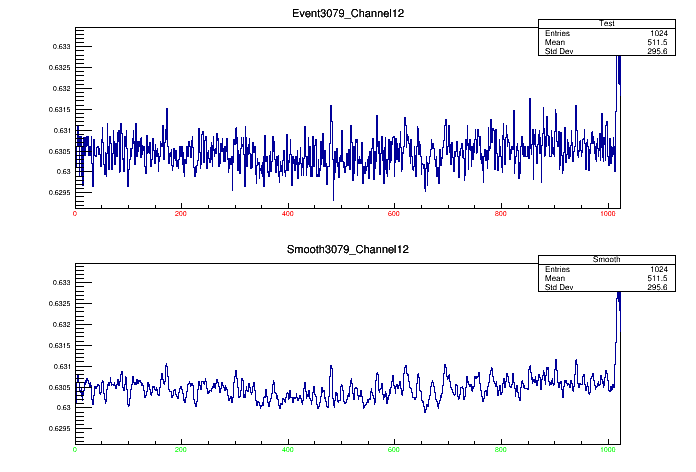 Event3079_Channel12
Test
Entries 1024
Mean 511.5
Std Dev 295.6
0.633
0.6325
0.632
0.6315
0.631
0.6305
0.63
0.6295
0 200 400 600 800 1000
Smooth3079_Channel12
Smooth
Entries 1024
Mean 511.5
Std Dev 295.6
0.633
0.6325
0.632
0.6315
0.631
0.6305
0.63
0.6295
0 200 400 600 800 1000